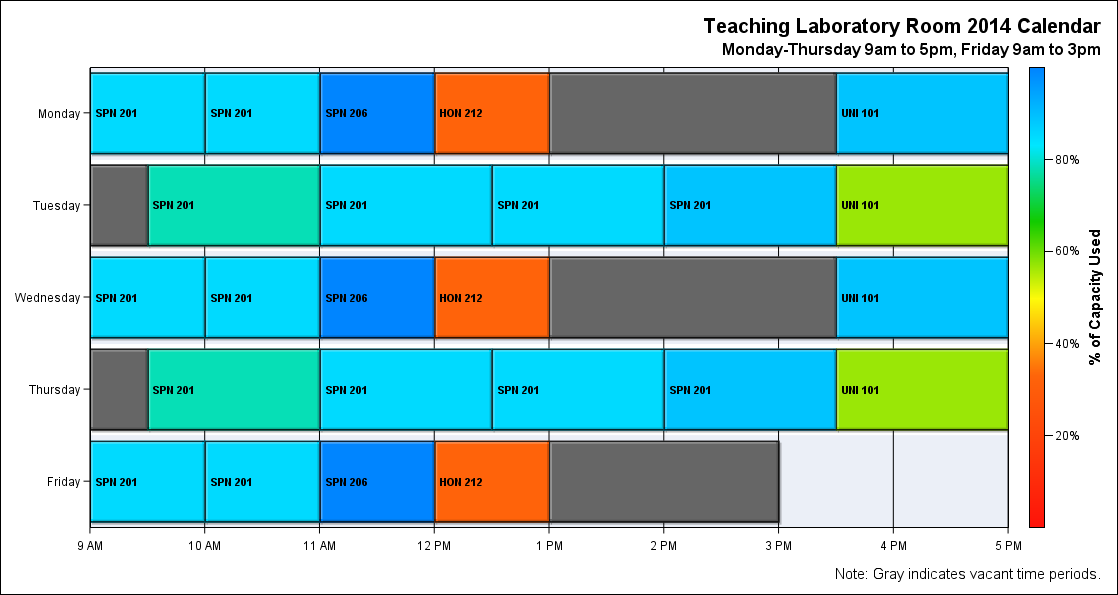 Teaching Laboratory Room 2014 Calendar
Monday-Thursday 9am to 5pm, Friday 9am to 3pm
Monday
SPN 201
SPN 201
SPN 206
HON 212
UNI 101
Tuesday
SPN 201
SPN 201
SPN 201
SPN 201
UNI 101
Wednesday
SPN 201
SPN 201
SPN 206
HON 212
UNI 101
Thursday
SPN 201
SPN 201
SPN 201
SPN 201
UNI 101
Friday
SPN 201
SPN 201
SPN 206
HON 212
9 AM
10 AM
11 AM
12 PM
1 PM
2 PM
3 PM
4 PM
5 PM
80%
60%
40%
20%
% of Capacity Used
Note: Gray indicates vacant time periods.